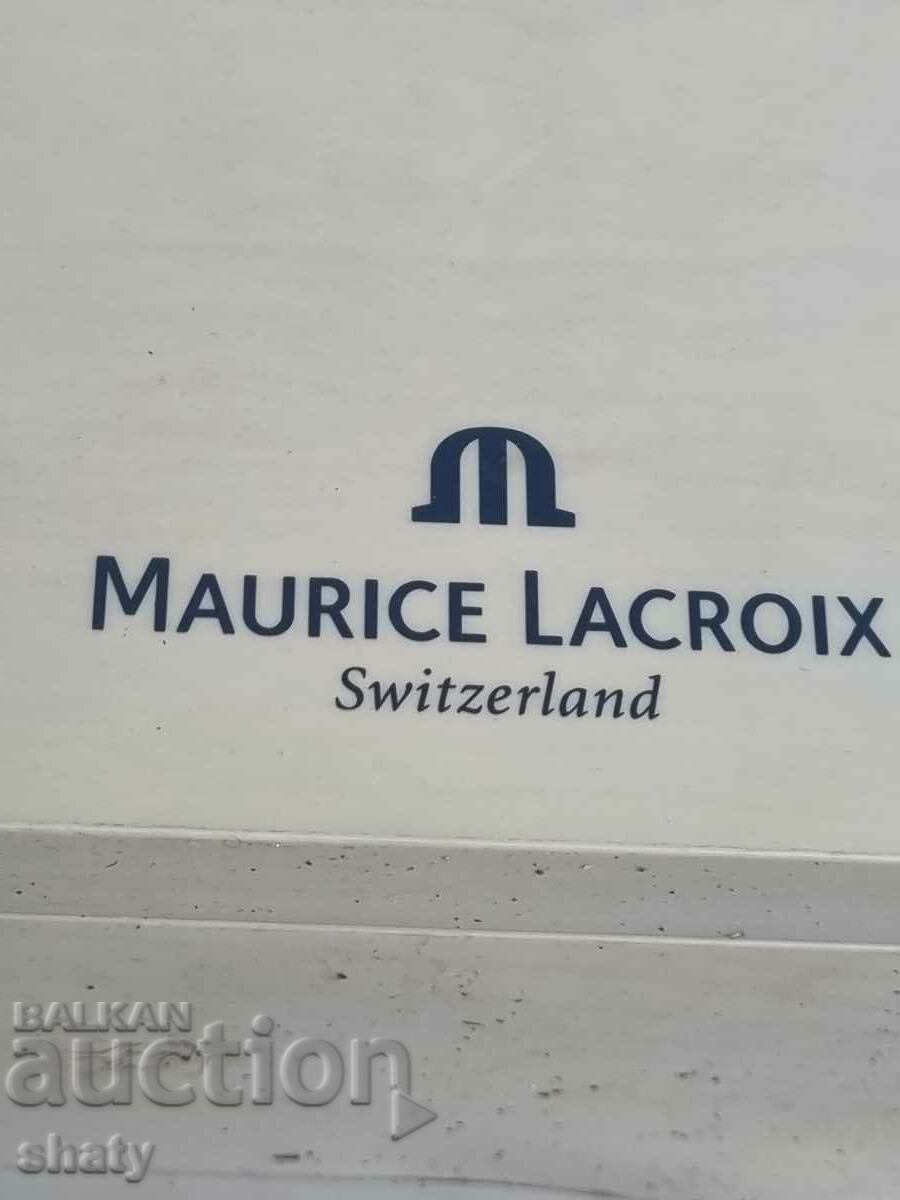 MAURICE LACROIX
Switzerland
BALKAN
auction
shaty